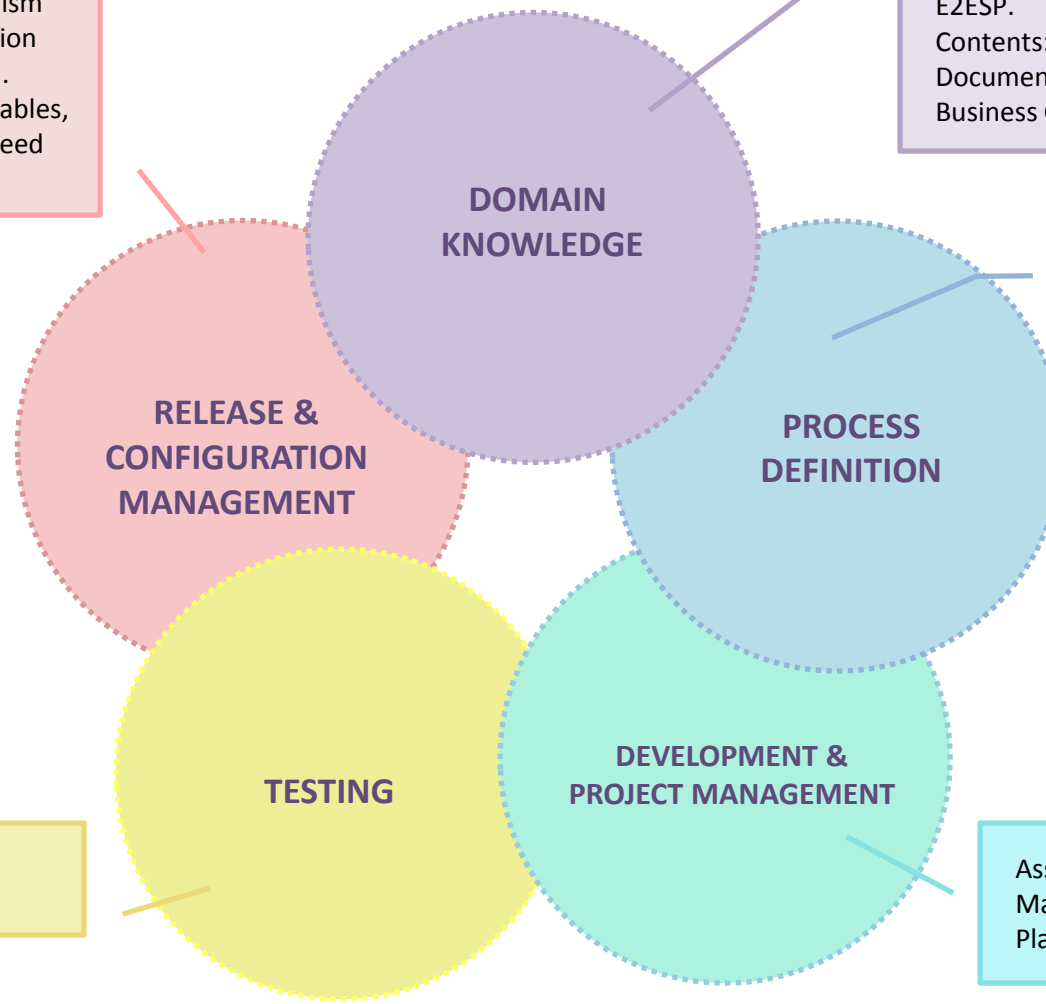 ism
ion
.
ables,
eed
E2ESP.
Contents:
Documen
Business
DOMAIN
KNOWLEDGE
RELEASE &
CONFIGURATION
MANAGEMENT
PROCESS
DEFINITION
TESTING
DEVELOPMENT &
PROJECT MANAGEMENT
Ass
Ma
Pla